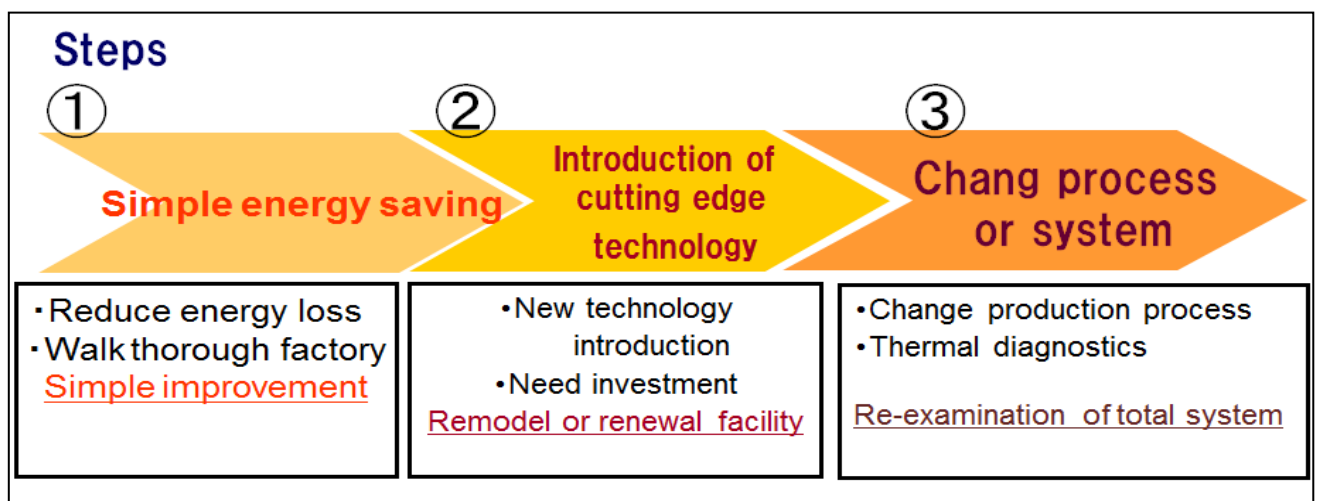 Steps
①
Simple energy saving
・Reduce energy loss
・Walk thorough factory
Simple improvement
②
Introduction of
cutting edge
technology
•New technology
introduction
•Need investment
Remodel or renewal facility
③
Chang process
or system
•Change production process
•Thermal diagnostics
Re-examination of total system